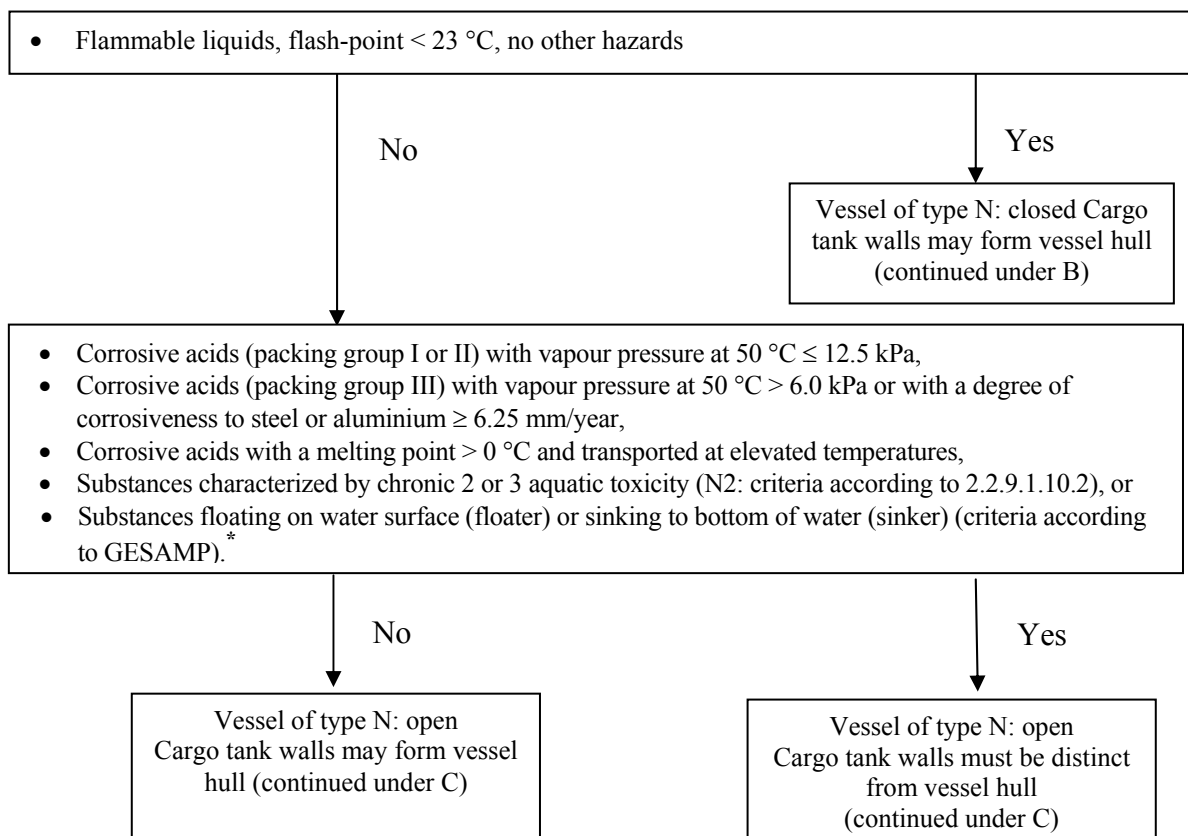 • Flammable liquids, flash-point < 23 °C, no other hazards
No
Yes
Vessel of type N: closed Cargo
tank walls may form vessel hull
(continued under B)
• Corrosive acids (packing group I or II) with vapour pressure at 50 °C ≤ 12.5 kPa,
• Corrosive acids (packing group III) with vapour pressure at 50 °C > 6.0 kPa or with a degree of
corrosiveness to steel or aluminium ≥ 6.25 mm/year,
• Corrosive acids with a melting point > 0 °C and transported at elevated temperatures,
• Substances characterized by chronic 2 or 3 aquatic toxicity (N2: criteria according to 2.2.9.1.10.2), or
• Substances floating on water surface (floater) or sinking to bottom of water (sinker) (criteria according
to GESAMP).*
No
Yes
Vessel of type N: open
Cargo tank walls may form vessel
hull (continued under C)
Vessel of type N: open
Cargo tank walls must be distinct
from vessel hull
(continued under C)